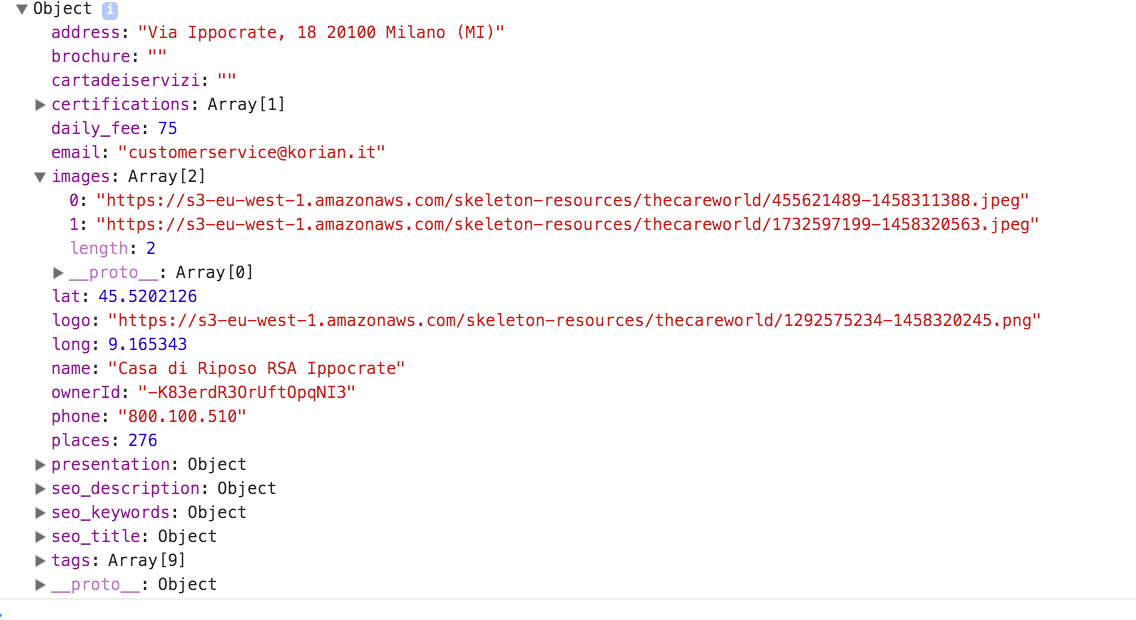 ▼ Object i
address: "Via Ippocrate, 18 20100 Milano (MI)"
brochure: ""
cartadeiservizi: ""
▶ certifications: Array[1]
daily_fee: 75
email: "customerservice@korian.it"
▼ images: Array[2]
0: "https://s3-eu-west-1.amazonaws.com/skeleton-resources/thecareworld/455621489-1458311388.jpeg"
1: "https://s3-eu-west-1.amazonaws.com/skeleton-resources/thecareworld/1732597199-1458320563.jpeg"
length: 2
▶ __proto__: Array[0]
lat: 45.5202126
logo: "https://s3-eu-west-1.amazonaws.com/skeleton-resources/thecareworld/1292575234-1458320245.png"
long: 9.165343
name: "Casa di Riposo RSA Ippocrate"
ownerId: "-K83erdR3OrUftOpqNI3"
phone: "800.100.510"
places: 276
▶ presentation: Object
▶ seo_description: Object
▶ seo_keywords: Object
▶ seo_title: Object
▶ tags: Array[9]
▶ __proto__: Object